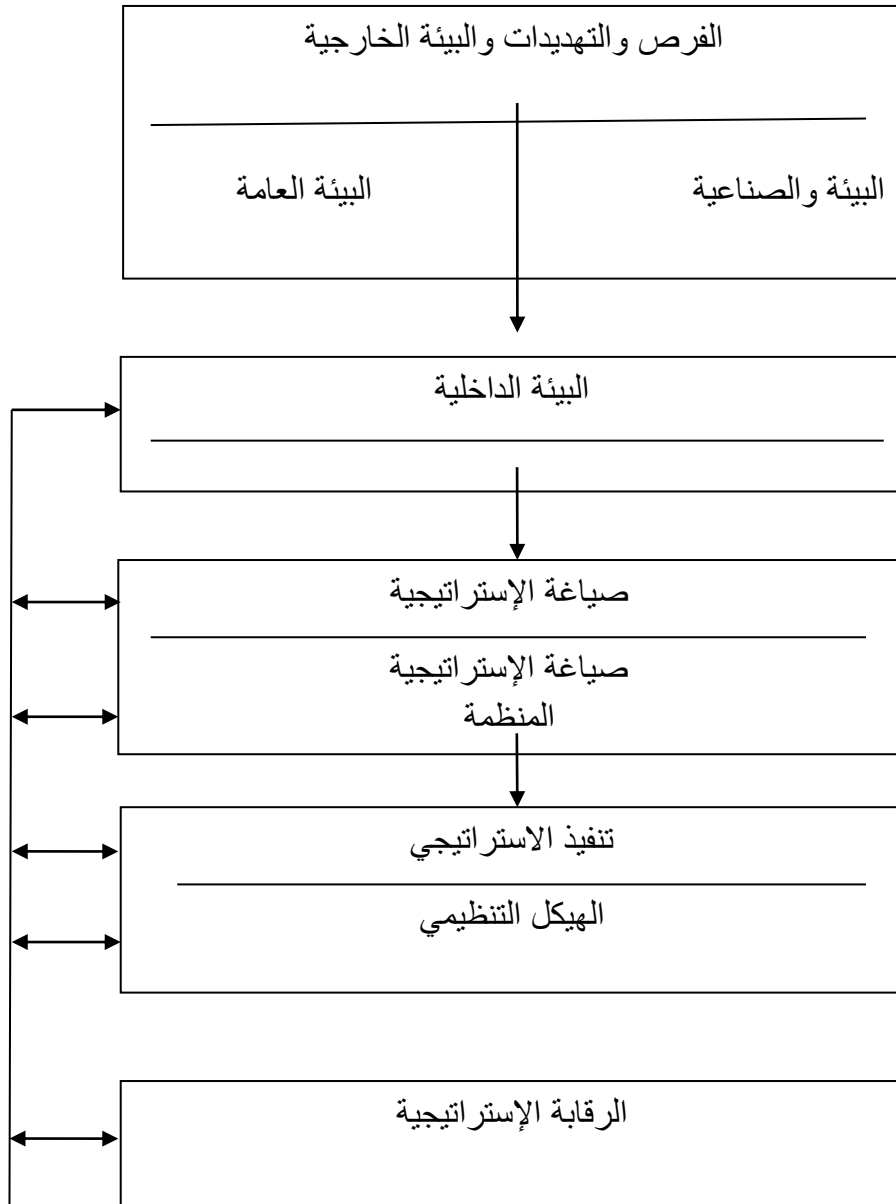 الفرص والتهديدات والبيئة الخارجية
البيئة والصناعية
البيئة العامة
البيئة الداخلية
صياغة الإستراتيجية
صياغة الإستراتيجية
المنظمة
تنفيذ الاستراتيجي
الهيكل التنظيمي
الرقابة الإستراتيجية